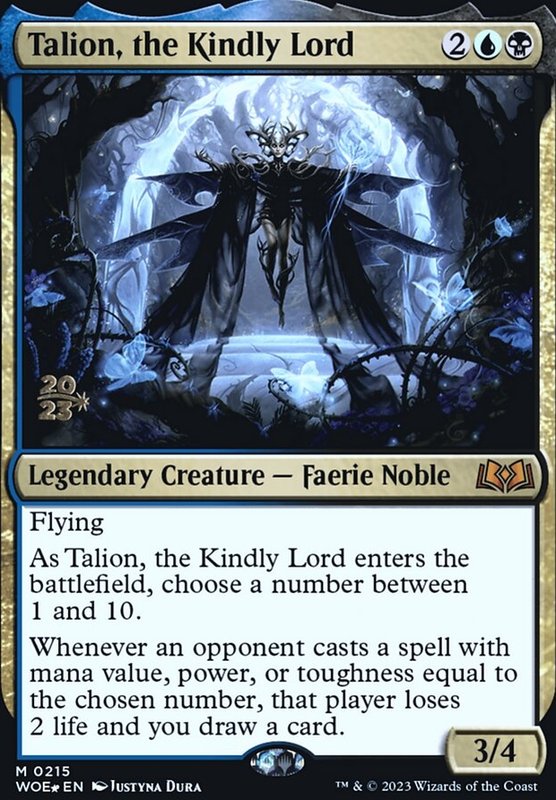 Talion, the Kindly Lord 2
20
23
Legendary Creature — Faerie Noble
Flying
As Talion, the Kindly Lord enters the
battlefield, choose a number between
1 and 10.
Whenever an opponent casts a spell with
mana value, power, or toughness equal to
the chosen number, that player loses
2 life and you draw a card.
3/4
M 0215
WOE★EN Justyna Dura
™ & © 2023 Wizards of the Coast